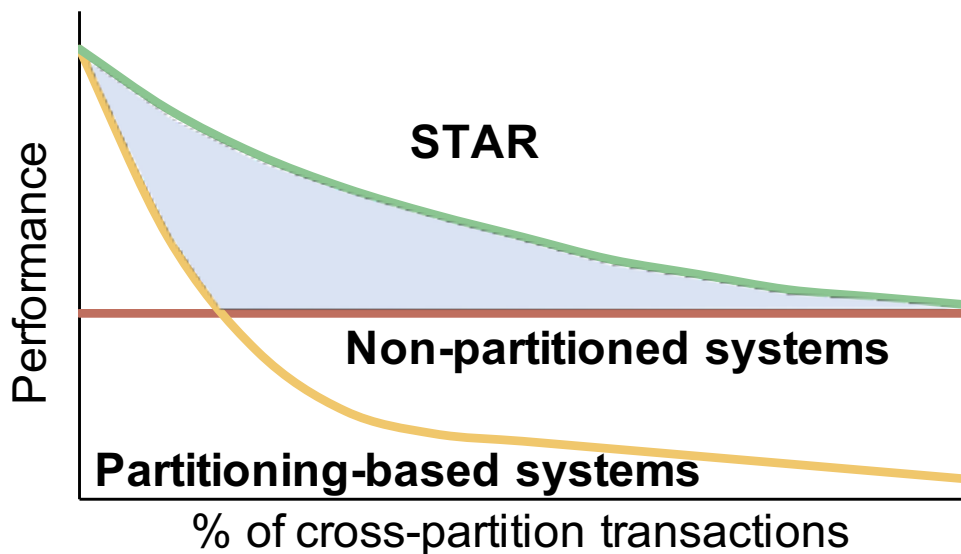 Performance
STAR
Non-partitioned systems
Partitioning-based systems
% of cross-partition transactions